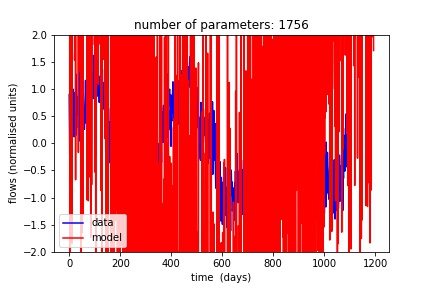 number of parameters: 1756
2.0
1.5
1.0
0.5
0.0
-0.5
-1.0
-1.5
-2.0
flows (normalised units)
data
model
0 200 400 600 800 1000 1200
time (days)